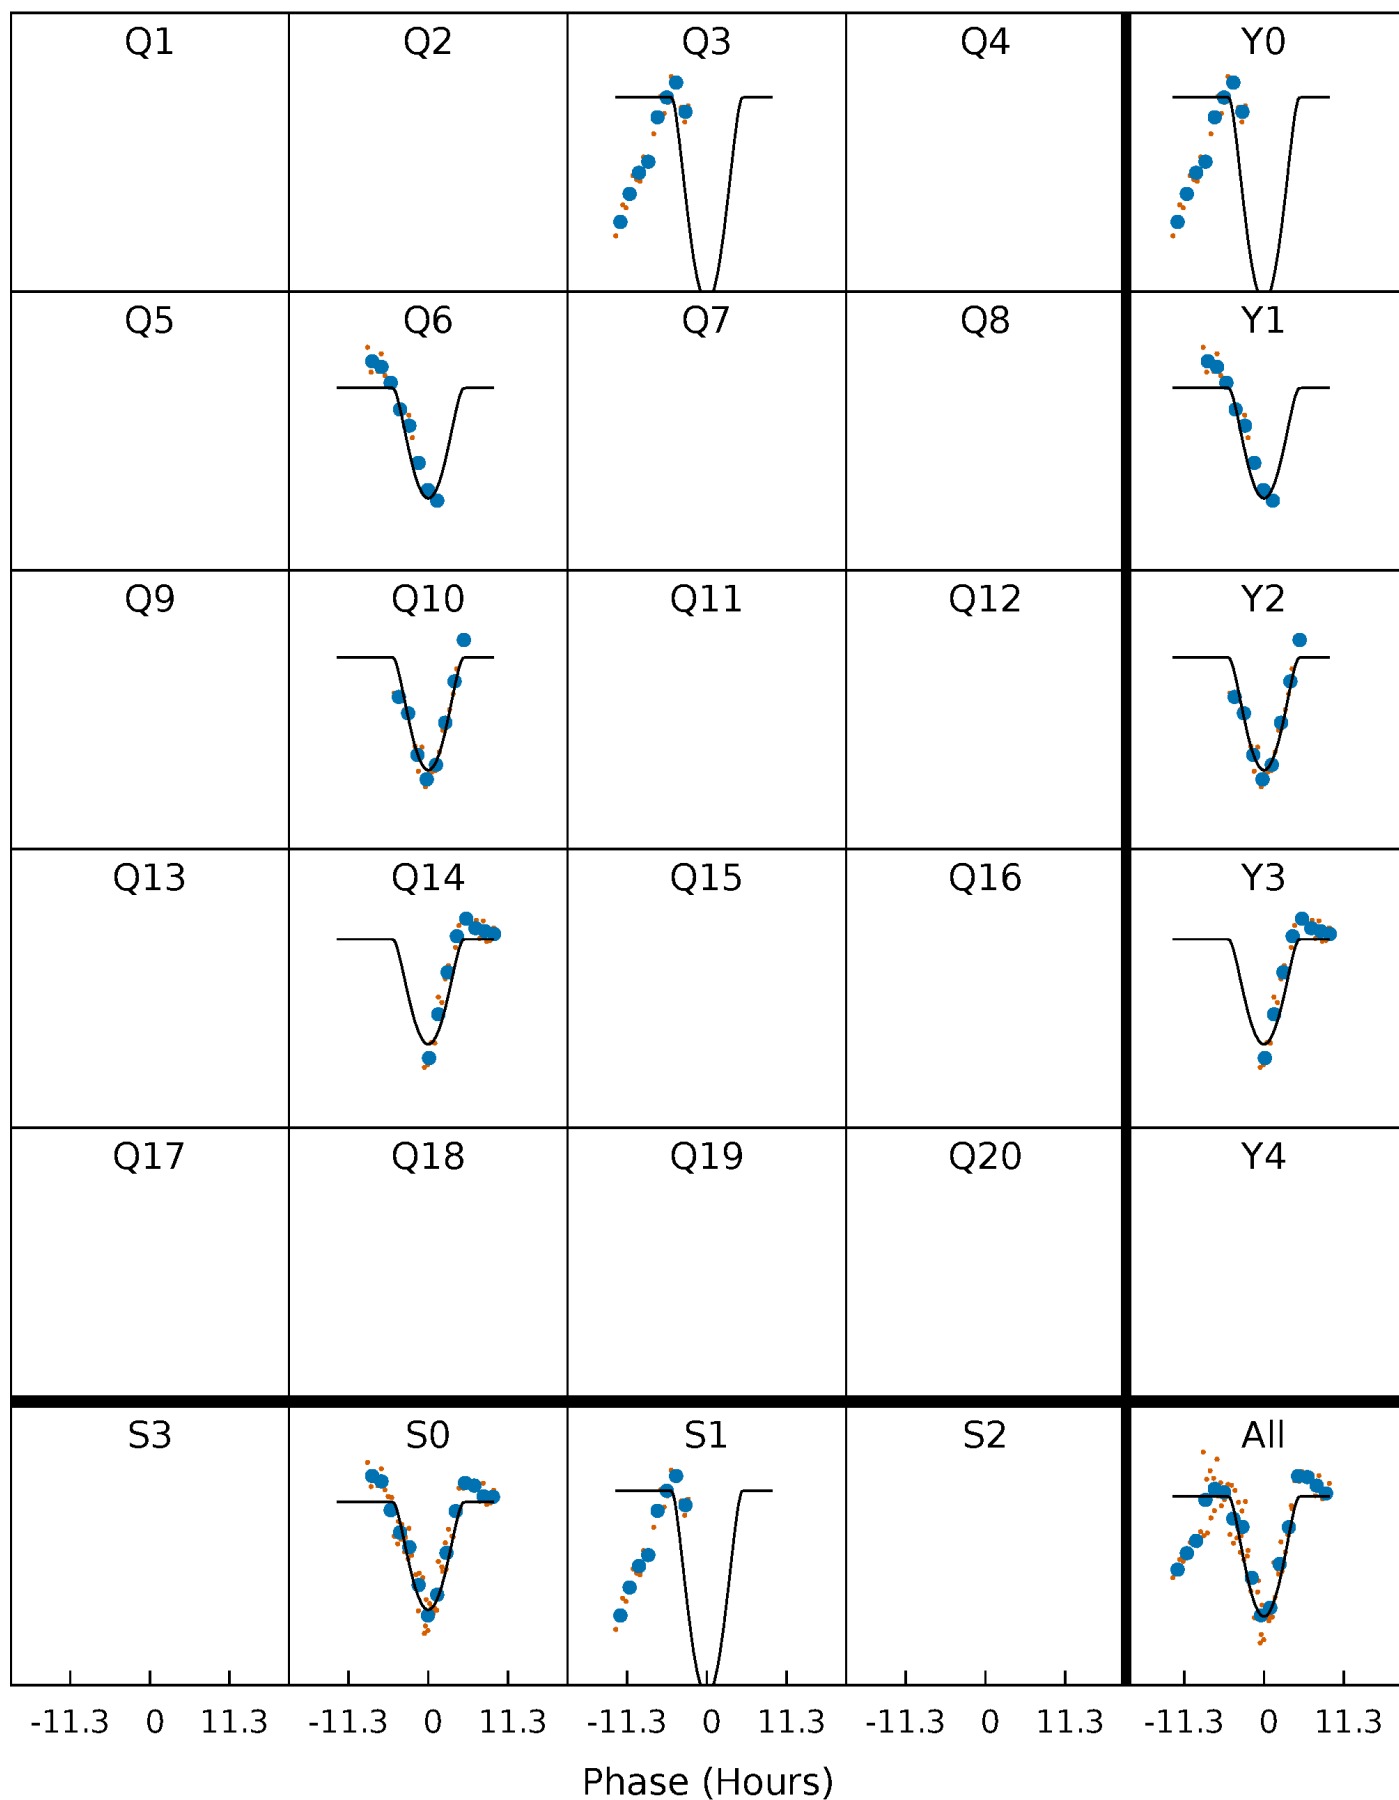 Q1 Q2 Q3 Q4 Y0
Q5 Q6 Q7 Q8 Y1
Q9 Q10 Q11 Q12 Y2
Q13 Q14 Q15 Q16 Y3
Q17 Q18 Q19 Q20 Y4
S3 S0 S1 S2 All
-11.3 0 11.3 -11.3 0 11.3 -11.3 0 11.3 -11.3 0 11.3 -11.3 0 11.3
Phase (Hours)